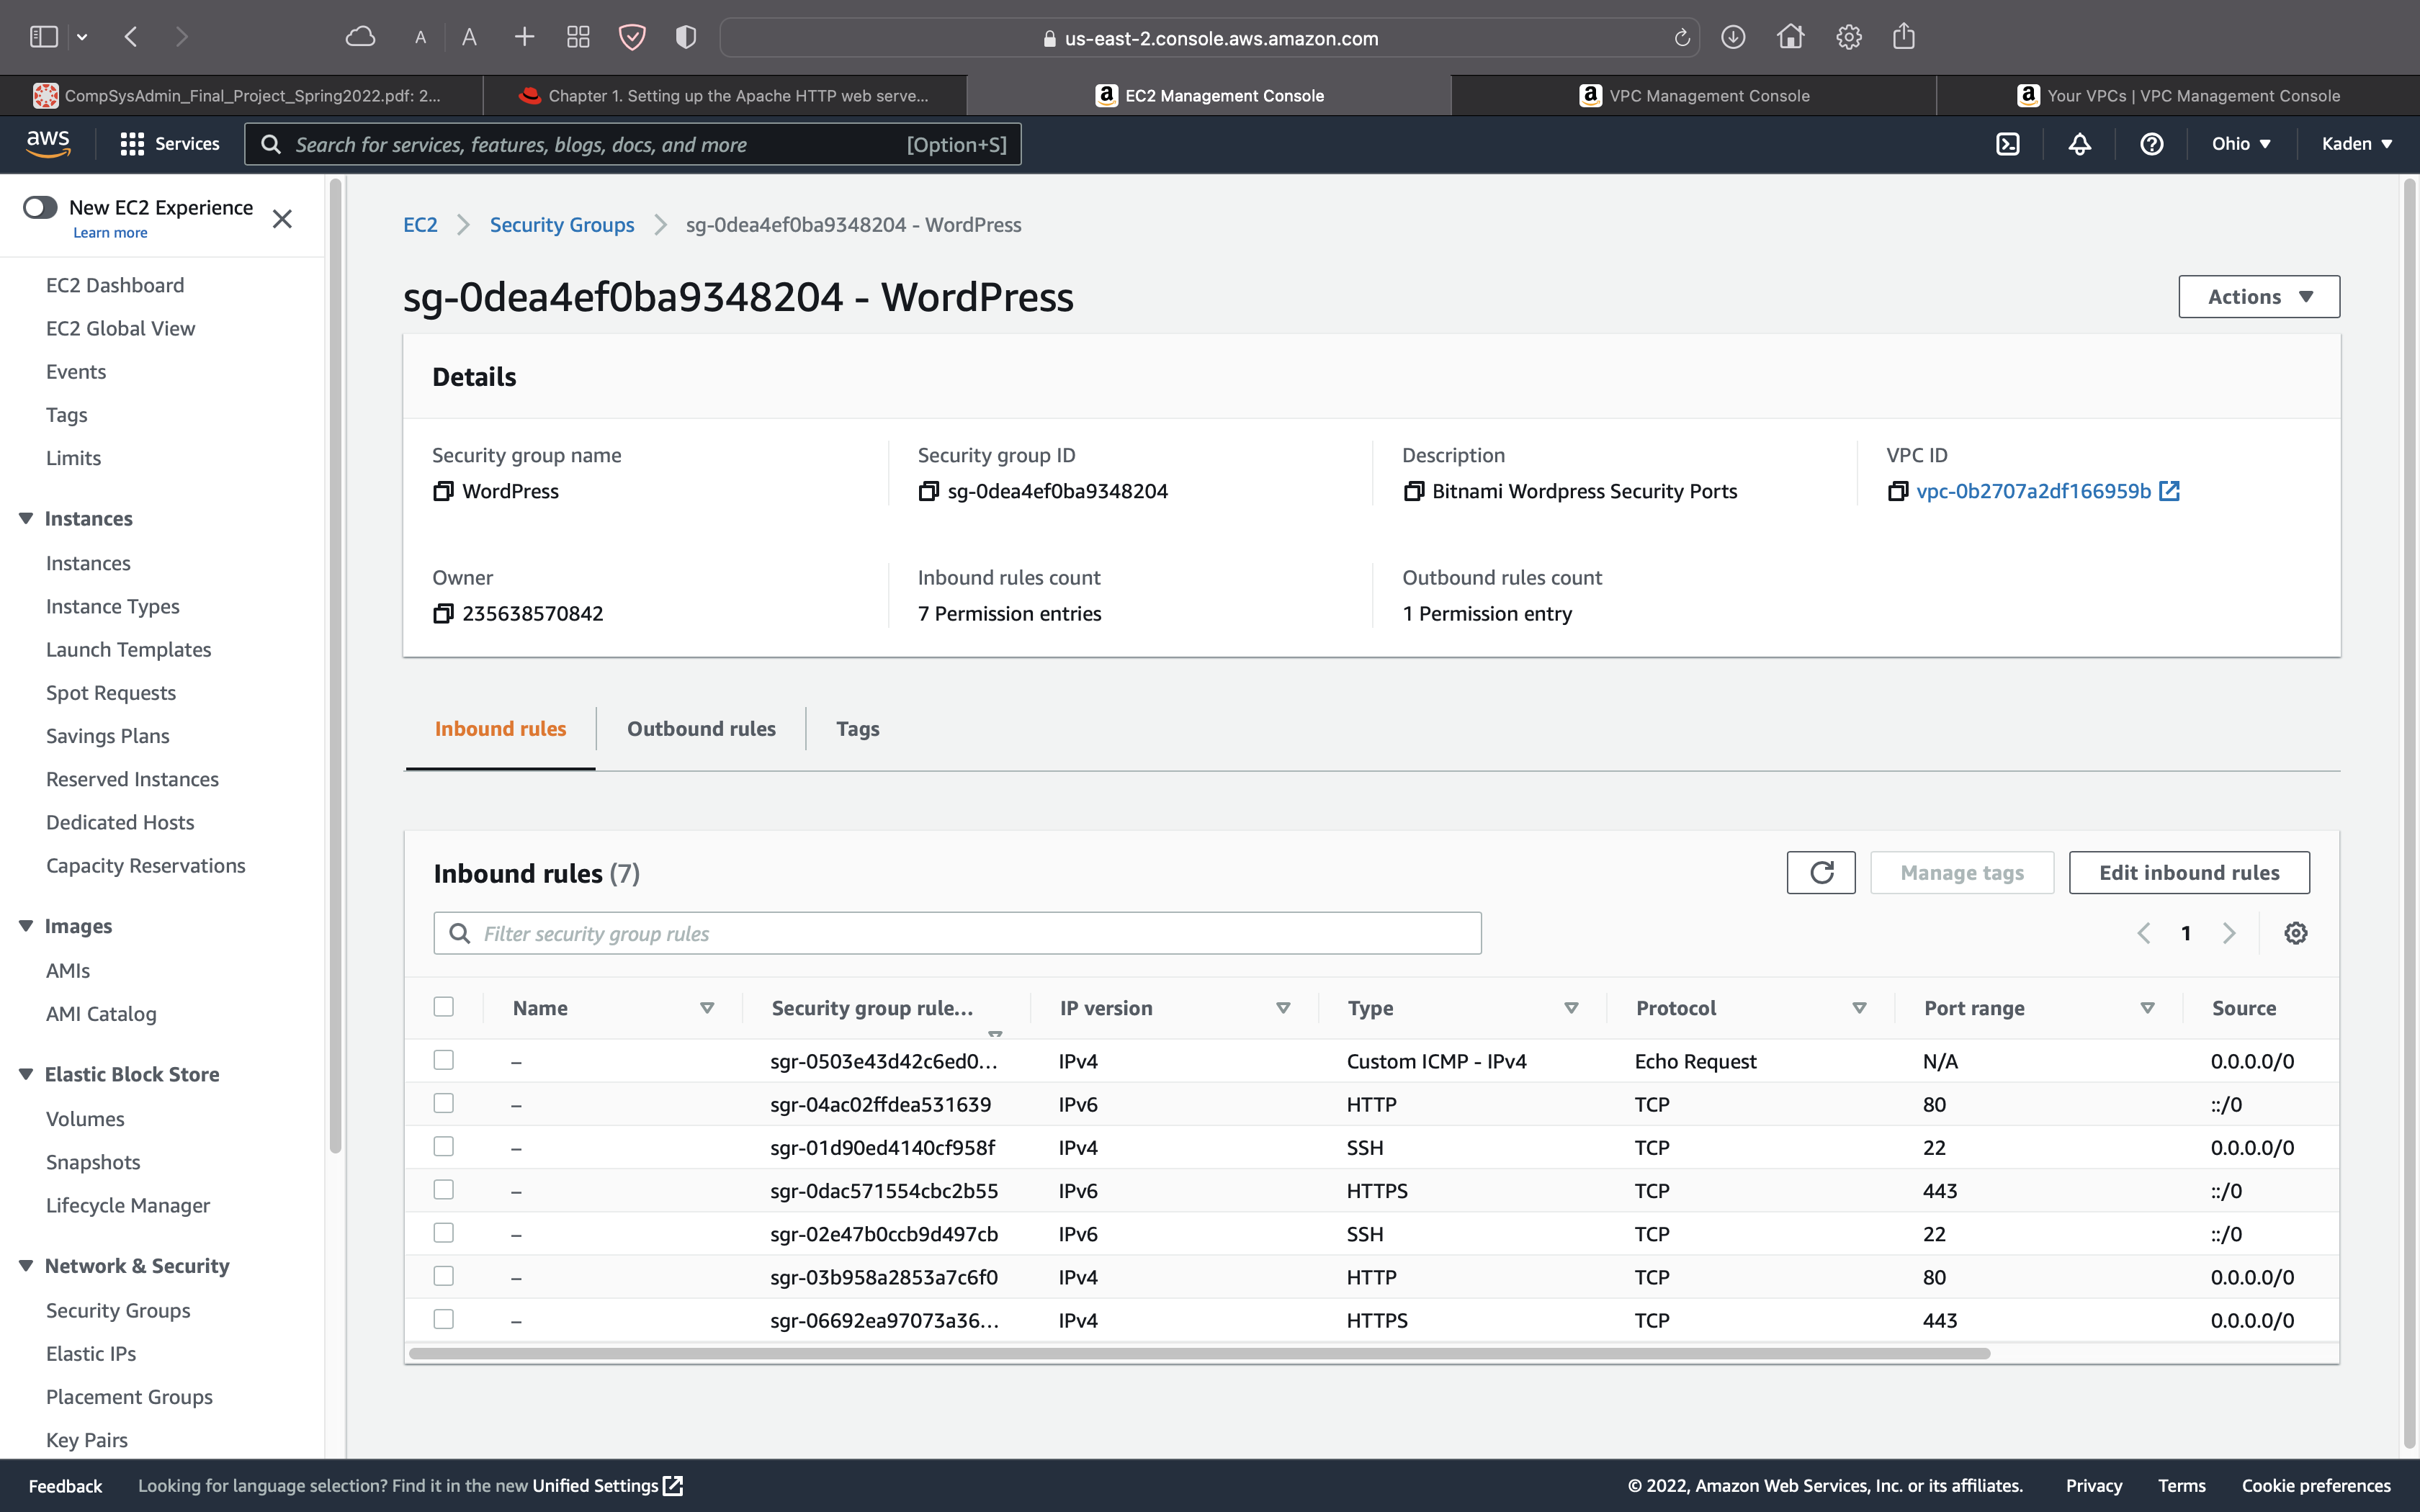 A A us-east-2.console.aws.amazon.com
CompSysAdmin_Final_Project_Spring2022.pdf: 2...
Chapter 1. Setting up the Apache HTTP web serve...
EC2 Management Console
VPC Management Console
Your VPCs | VPC Management Console
aws Services Search for services, features, blogs, docs, and more [Option+S] Ohio Kaden
New EC2 Experience
Learn more
EC2 Dashboard
EC2 Global View
Events
Tags
Limits
Instances
Instances
Instance Types
Launch Templates
Spot Requests
Savings Plans
Reserved Instances
Dedicated Hosts
Capacity Reservations
Images
AMIs
AMI Catalog
Elastic Block Store
Volumes
Snapshots
Lifecycle Manager
Network & Security
Security Groups
Elastic IPs
Placement Groups
Key Pairs
EC2 Security Groups sg-0dea4ef0ba9348204 - WordPress
sg-0dea4ef0ba9348204 - WordPress
Actions
Details
Security group name
WordPress
Security group ID
sg-0dea4ef0ba9348204
Description
Bitnami Wordpress Security Ports
VPC ID
vpc-0b2707a2df166959b
Owner
235638570842
Inbound rules count
7 Permission entries
Outbound rules count
1 Permission entry
Inbound rules Outbound rules Tags
Inbound rules (7)
Manage tags Edit inbound rules
Filter security group rules
1
Name Security group rule... IP version Type Protocol Port range Source
– sgr-0503e43d42c6ed0... IPv4 Custom ICMP - IPv4 Echo Request N/A 0.0.0.0/0
– sgr-04ac02ffdea531639 IPv6 HTTP TCP 80 ::/0
– sgr-01d90ed4140cf958f IPv4 SSH TCP 22 0.0.0.0/0
– sgr-0dac571554cbc2b55 IPv6 HTTPS TCP 443 ::/0
– sgr-02e47b0ccb9d497cb IPv6 SSH TCP 22 ::/0
– sgr-03b958a2853a7c6f0 IPv4 HTTP TCP 80 0.0.0.0/0
– sgr-06692ea97073a36... IPv4 HTTPS TCP 443 0.0.0.0/0
Feedback Looking for language selection? Find it in the new Unified Settings © 2022, Amazon Web Services, Inc. or its affiliates. Privacy Terms Cookie preferences